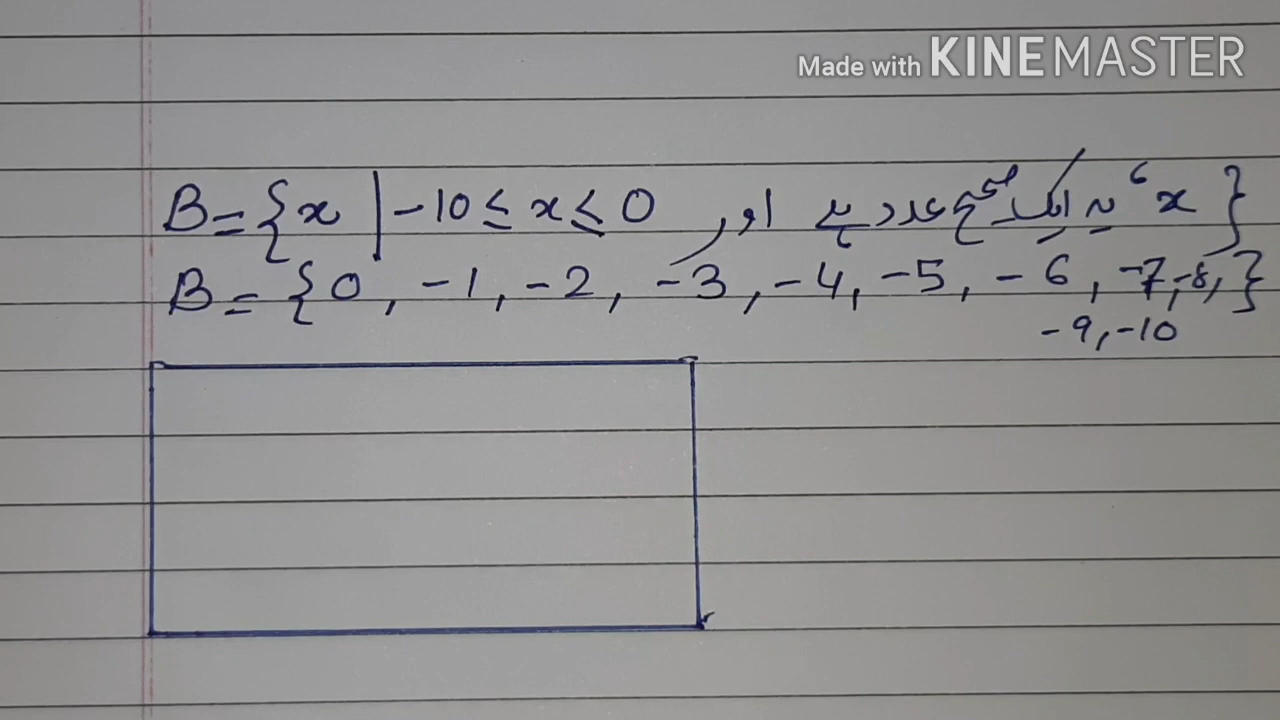 Made with KINEMASTER
B = {x | -10 ≤ x ≤ 0 اور x، یہ ایک صحیح عدد ہے}
B = {0, -1, -2, -3, -4, -5, -6, -7, -8, }
-9, -10